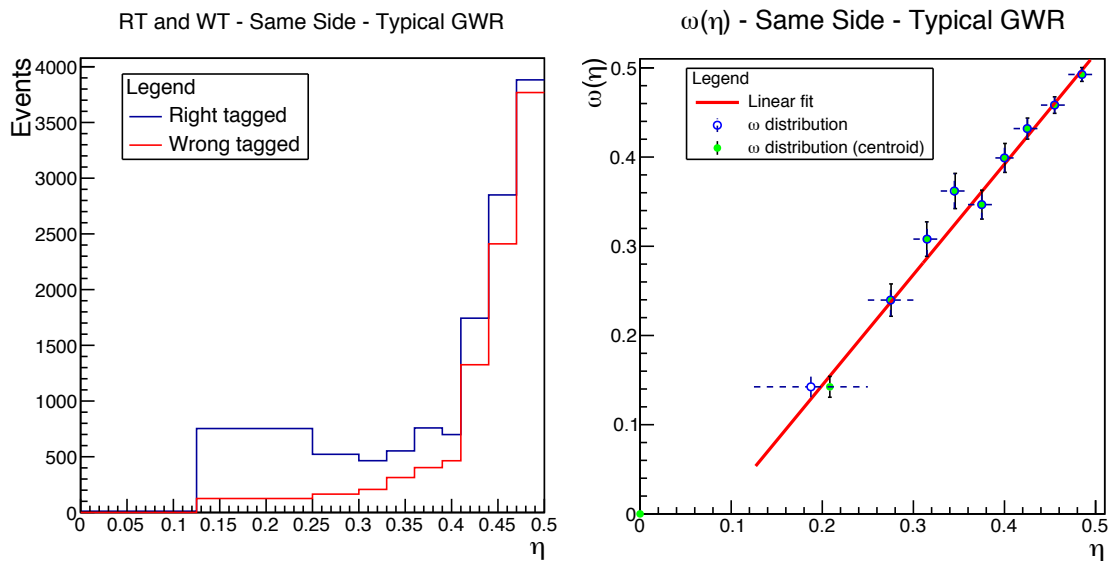 RT and WT - Same Side - Typical GWR
Events
4000
3500
3000
2500
2000
1500
1000
500
0
Legend
Right tagged
Wrong tagged
0 0.05 0.1 0.15 0.2 0.25 0.3 0.35 0.4 0.45 0.5
η
ω(η) - Same Side - Typical GWR
ω(η)
0.5
0.4
0.3
0.2
0.1
0
Legend
Linear fit
ω distribution
ω distribution (centroid)
0 0.1 0.2 0.3 0.4 0.5
η